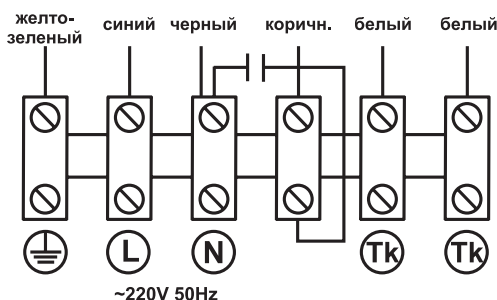 желто-
зеленый
синий черный коричн. белый белый
L N Tk Tk
~220V 50Hz